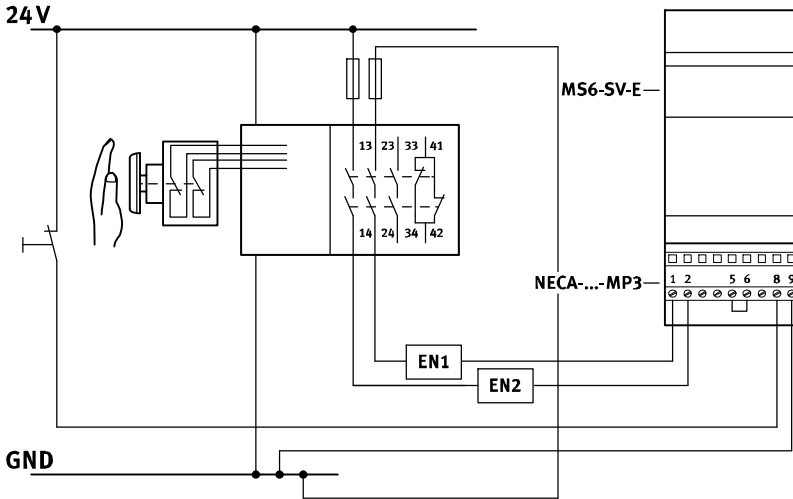 24 V
MS6-SV-E
13 23 33 41
14 24 34 42
NECA-...-MP3
1 2 5 6 8 9
EN1
EN2
GND